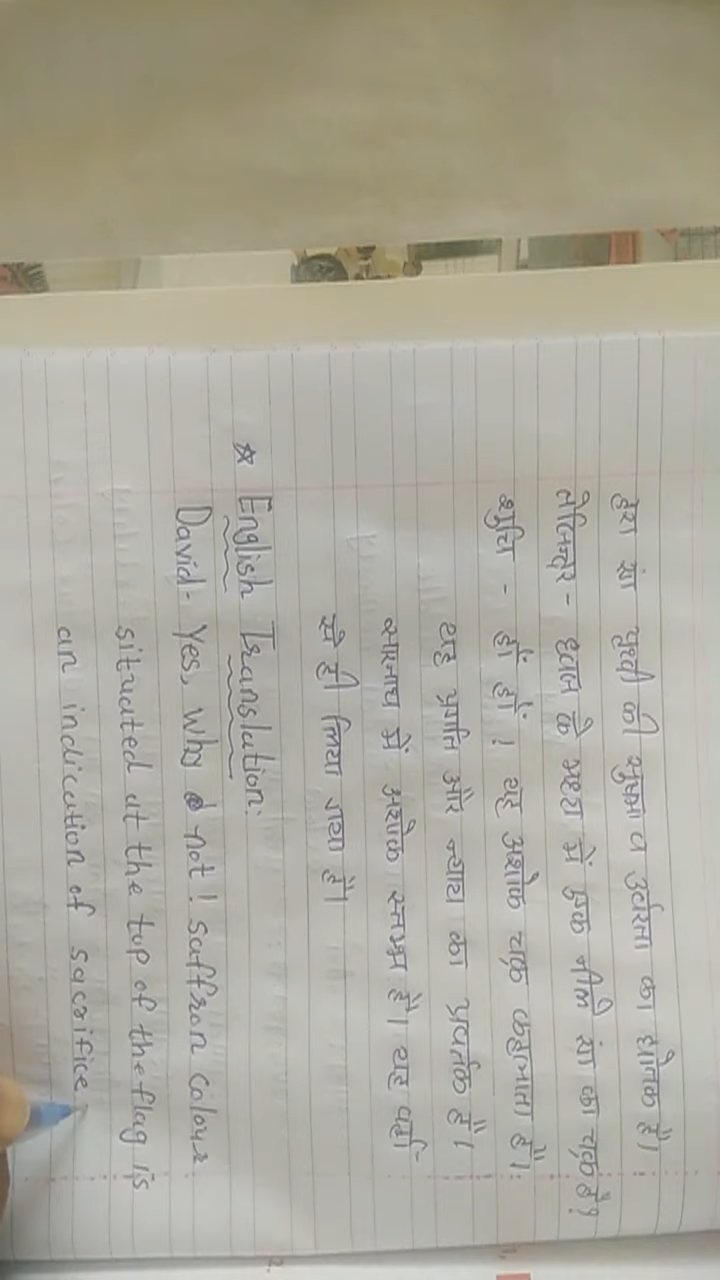 हरा रंग पृथ्वी की सुषमा व उर्वरता का द्योतक है।
तेजिन्दर - ध्वज के मध्य में एक नीले रंग का चक्र है?
शुचि - हाँ हाँ। यह अशोक चक्र कहलाता है।
यह प्रगति और न्याय का प्रवर्तक है।
सारनाथ में अशोक स्तम्भ है। यह वहीं
से ही लिया गया है।
☆ English Translation:
David - Yes, why not! saffron colour
situated at the top of the flag is
an indication of sacrifice